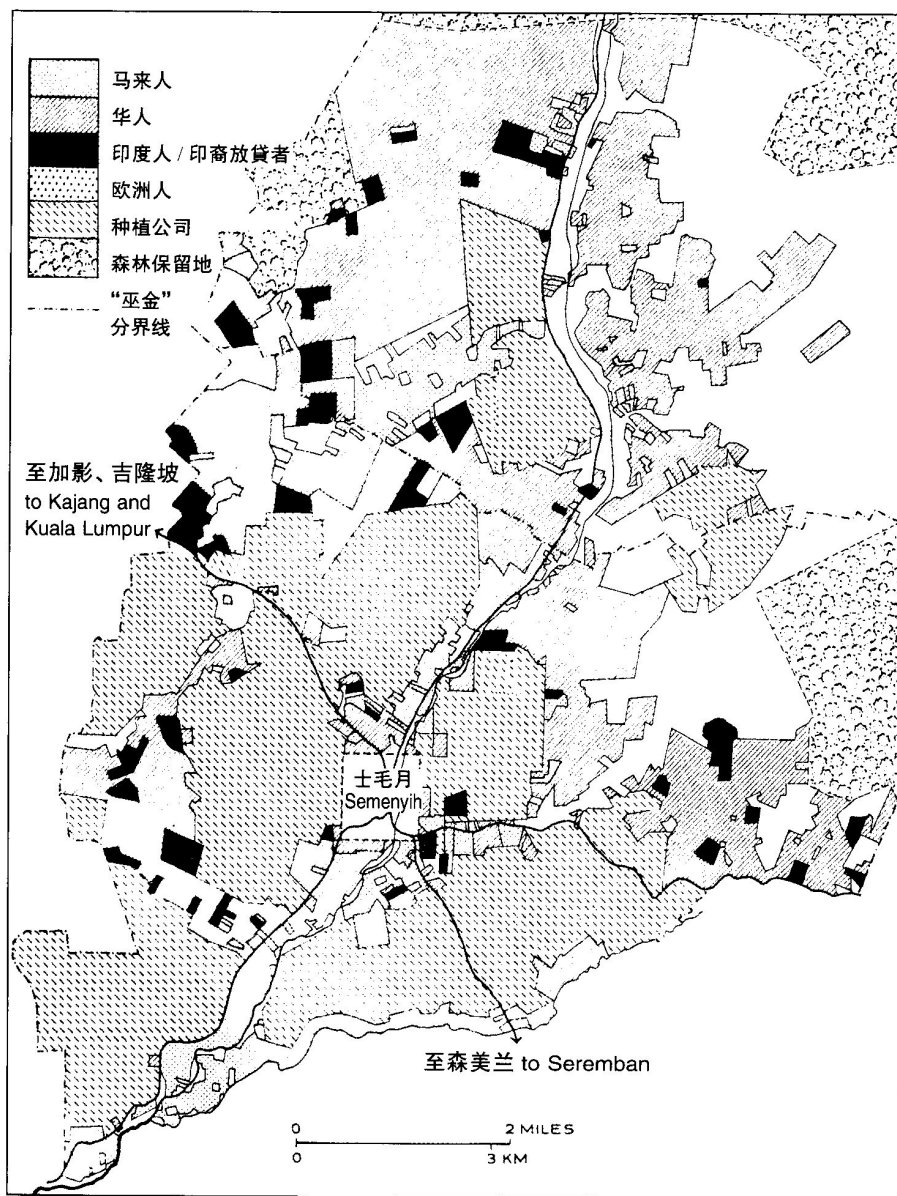 马来人
华人
印度人 / 印裔放貸者
欧洲人
种植公司
森林保留地
“巫金”
分界线
至加影、吉隆坡
to Kajang and
Kuala Lumpur
士毛月
Semenyih
至森美兰 to Seremban
0 2 MILES
0 3 KM